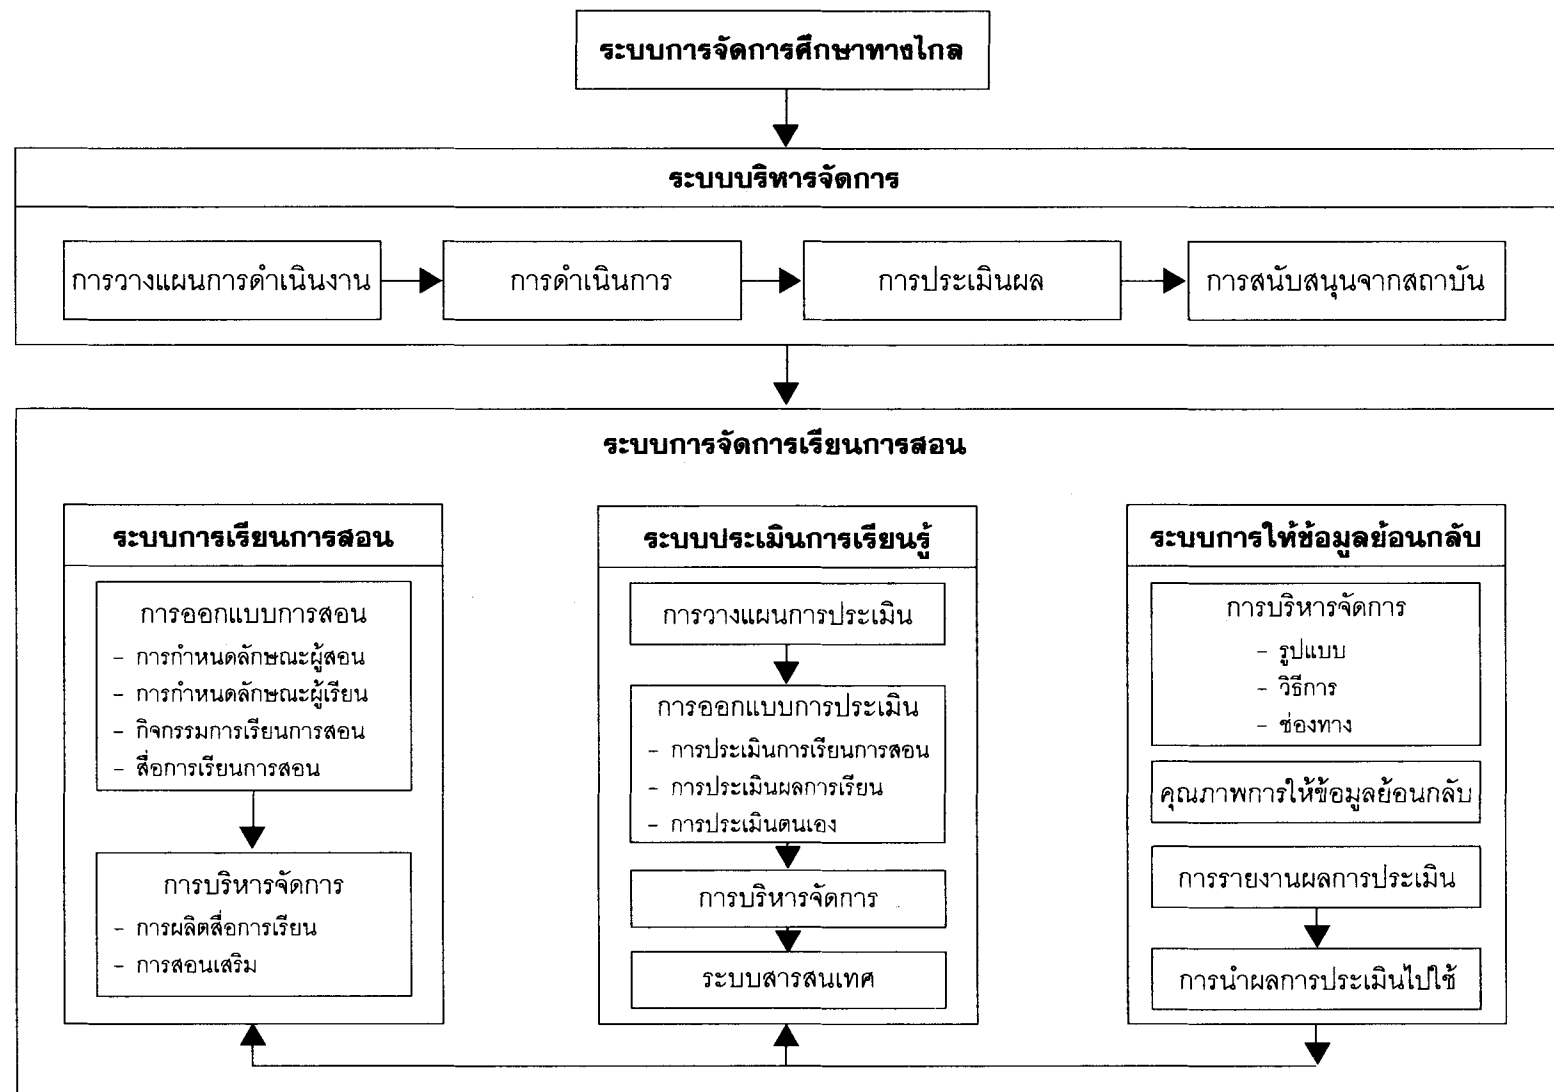 ระบบการจัดการศึกษาทางไกล
ระบบบริหารจัดการ
การวางแผนการดำเนินงาน
การดำเนินการ
การประเมินผล
การสนับสนุนจากสถาบัน
ระบบการจัดการเรียนการสอน
ระบบการเรียนการสอน
การออกแบบการสอน
- การกำหนดลักษณะผู้สอน
- การกำหนดลักษณะผู้เรียน
- กิจกรรมการเรียนการสอน
- สื่อการเรียนการสอน
การบริหารจัดการ
- การผลิตสื่อการเรียน
- การสอนเสริม
ระบบประเมินการเรียนรู้
การวางแผนการประเมิน
การออกแบบการประเมิน
- การประเมินการเรียนการสอน
- การประเมินผลการเรียน
- การประเมินตนเอง
การบริหารจัดการ
ระบบสารสนเทศ
ระบบการให้ข้อมูลย้อนกลับ
การบริหารจัดการ
- รูปแบบ
- วิธีการ
- ช่องทาง
คุณภาพการให้ข้อมูลย้อนกลับ
การรายงานผลการประเมิน
การนำผลการประเมินไปใช้